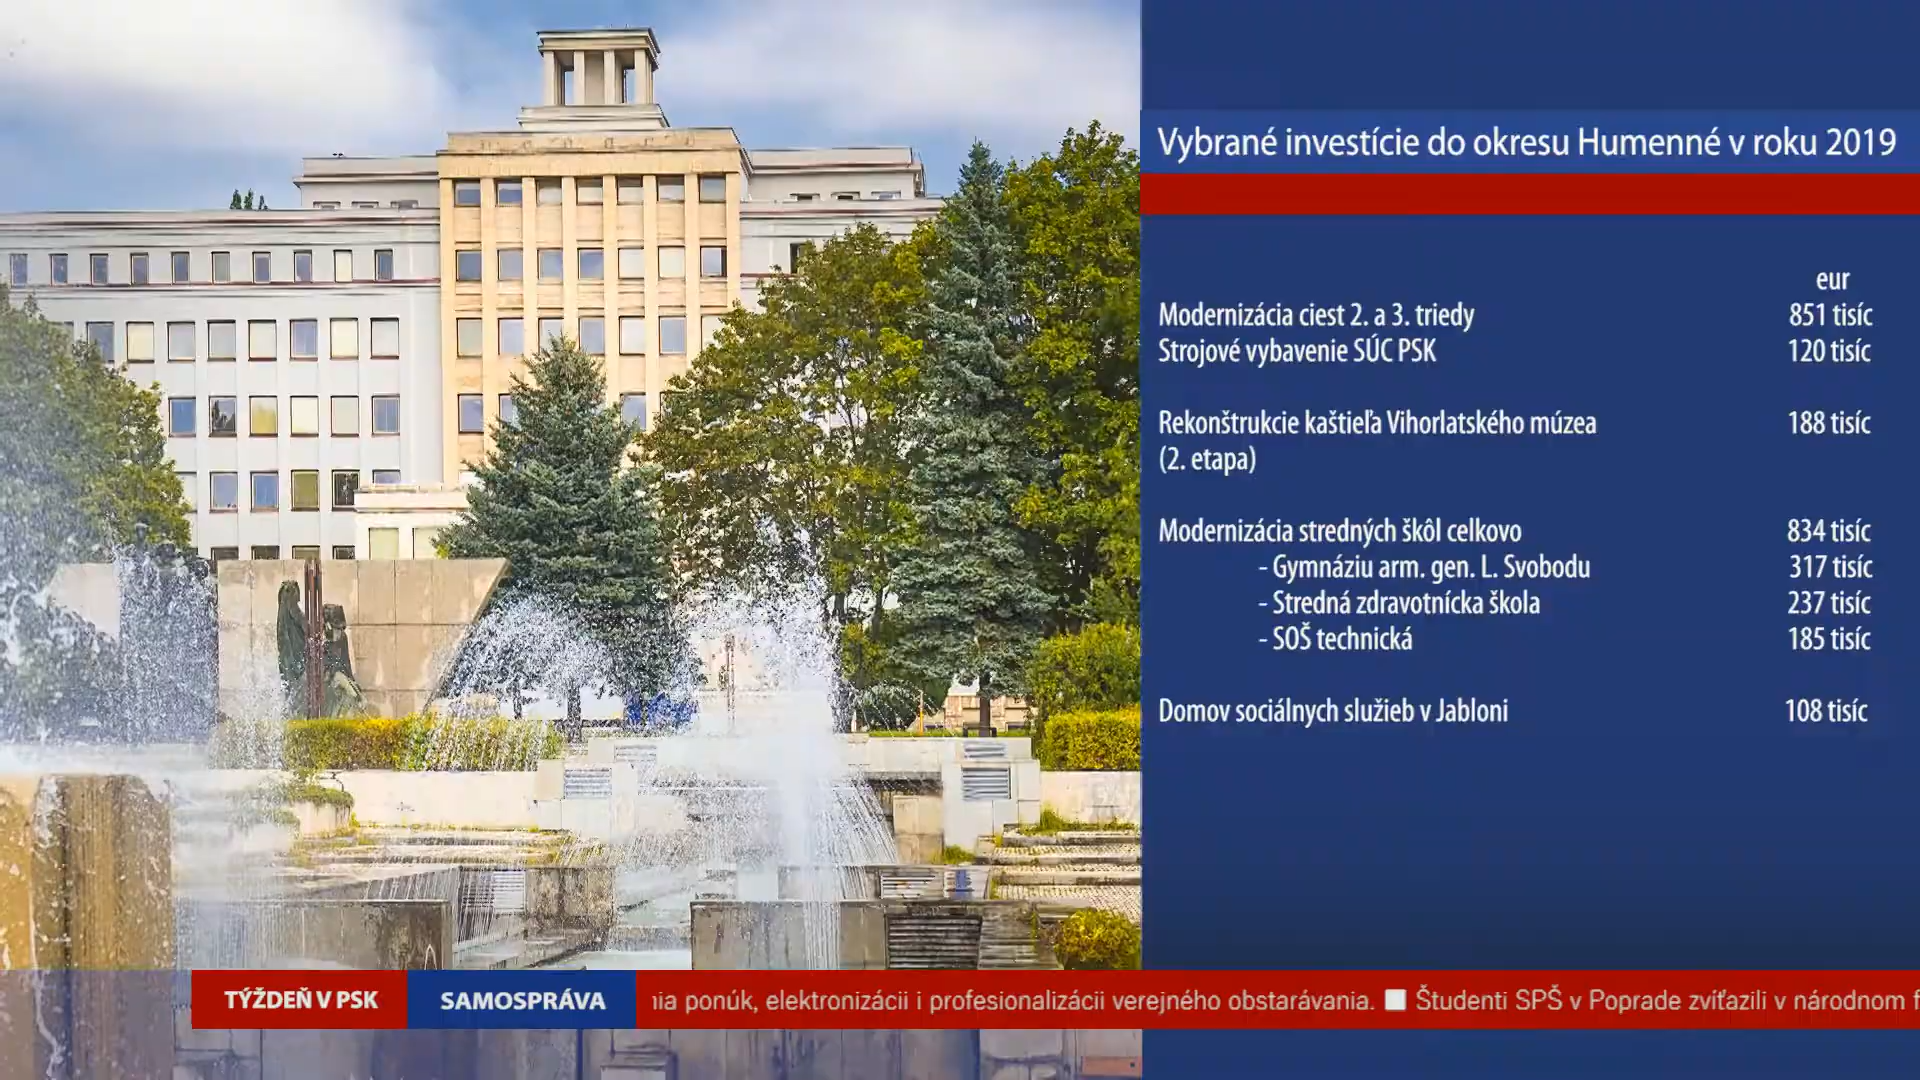 Vybrané investície do okresu Humenné v roku 2019
eur
Modernizácia ciest 2. a 3. triedy 851 tisíc
Strojové vybavenie SÚC PSK 120 tisíc
Rekonštrukcie kaštieľa Vihorlatského múzea 188 tisíc
(2. etapa)
Modernizácia stredných škôl celkovo 834 tisíc
- Gymnáziu arm. gen. L. Svobodu 317 tisíc
- Stredná zdravotnícka škola 237 tisíc
- SOŠ technická 185 tisíc
Domov sociálnych služieb v Jabloni 108 tisíc
TÝŽDEŇ V PSK SAMOSPRÁVA ponúk, elektronizácii i profesionalizácii verejného obstarávania. Študenti SPŠ v Poprade zvíťazili v národnom